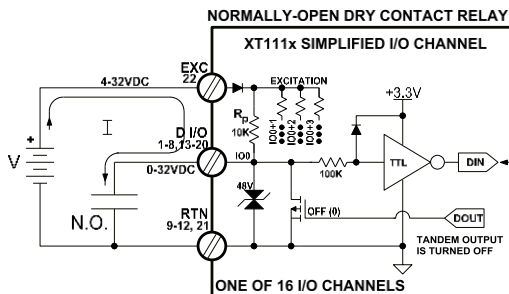 NORMALLY-OPEN DRY CONTACT RELAY
XT111x SIMPLIFIED I/O CHANNEL
EXC
22
4-32VDC
EXCITATION
+3.3V
Rp
10K
IO0+1
IO0+2
IO0+3
I
D I/O
1-8,13-20
IO0
0-32VDC
+
V
100K
TTL
DIN
48V
OFF (0)
DOUT
N.O.
RTN
9-12, 21
TANDEM OUTPUT
IS TURNED OFF
ONE OF 16 I/O CHANNELS